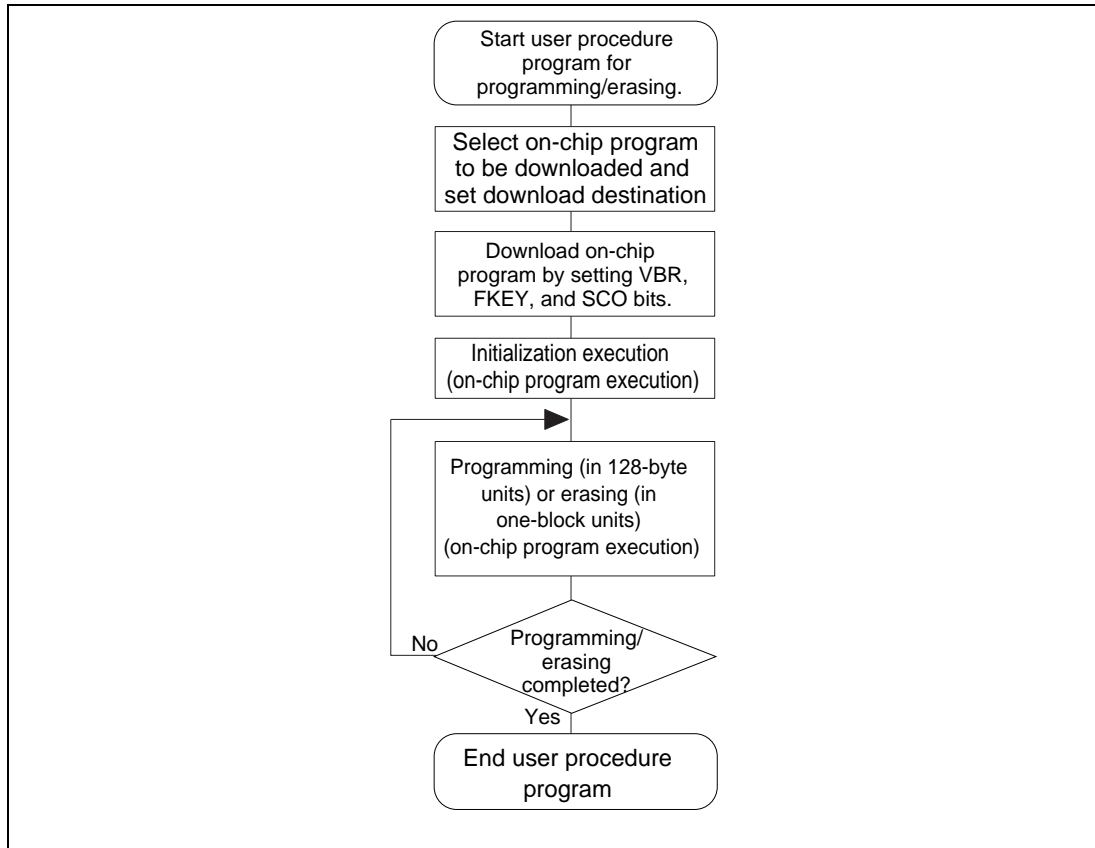 Start user procedure
program for
programming/erasing.
Select on-chip program
to be downloaded and
set download destination
Download on-chip
program by setting VBR,
FKEY, and SCO bits.
Initialization execution
(on-chip program execution)
Programming (in 128-byte
units) or erasing (in
one-block units)
(on-chip program execution)
No
Programming/
erasing
completed?
Yes
End user procedure
program